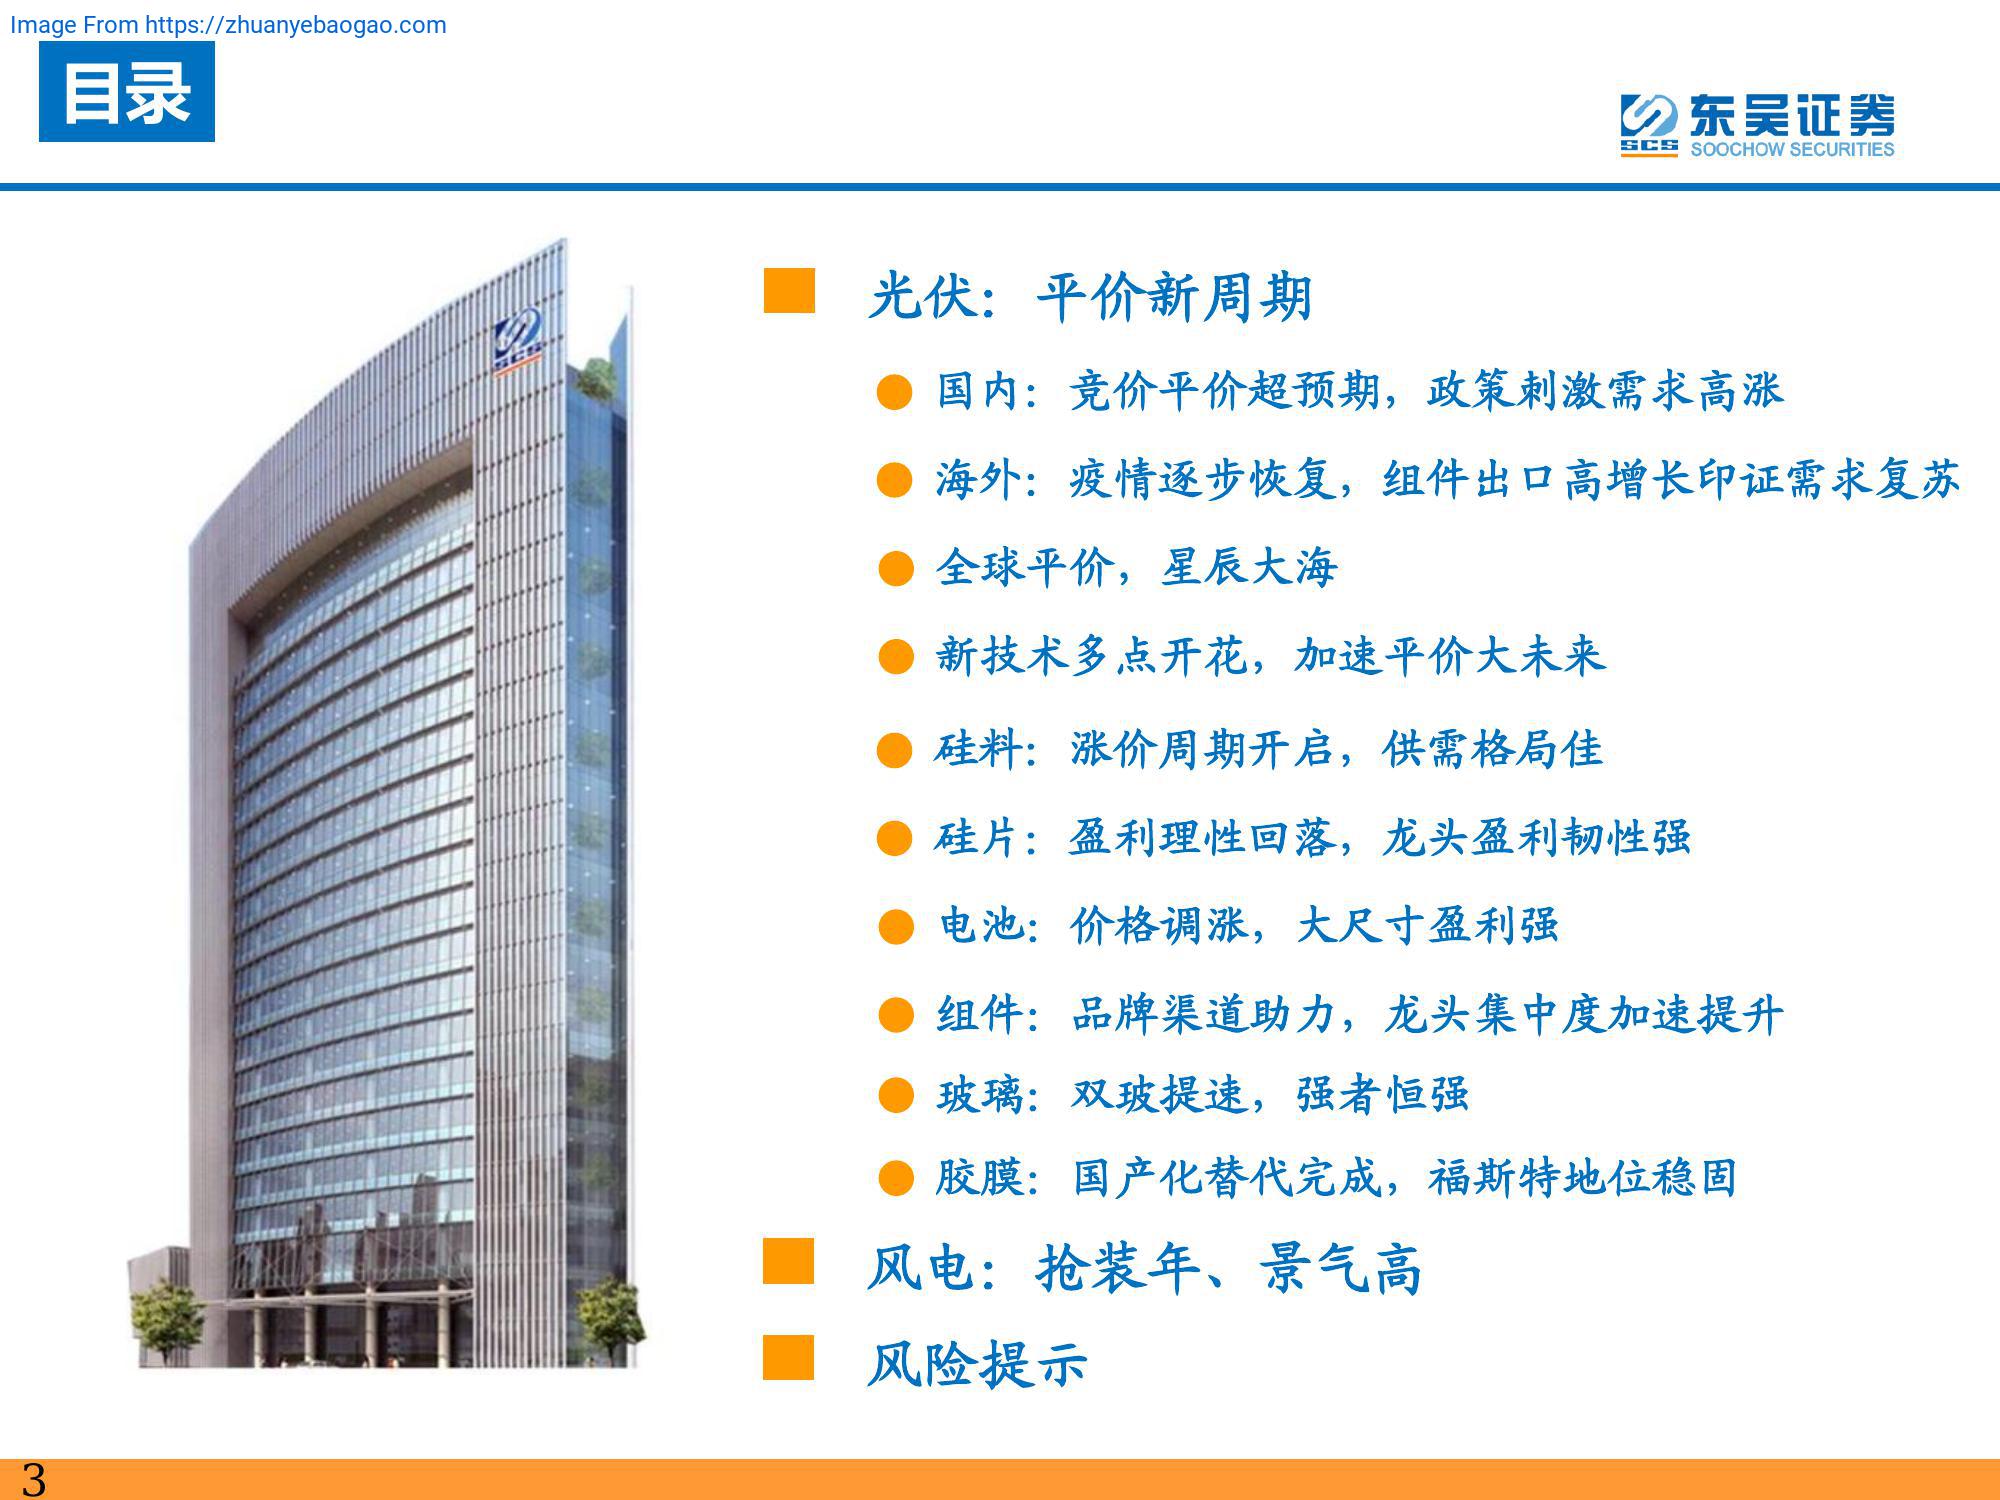 Image From https://zhuanyebaogao.com
目录
东吴证券
SCS
SOOCHOW SECURITIES
SCS
光伏：平价新周期
国内：竞价平价超预期，政策刺激需求高涨
海外：疫情逐步恢复，组件出口高增长印证需求复苏
全球平价，星辰大海
新技术多点开花，加速平价大未来
硅料：涨价周期开启，供需格局佳
硅片：盈利理性回落，龙头盈利韧性强
电池：价格调涨，大尺寸盈利强
组件：品牌渠道助力，龙头集中度加速提升
玻璃：双玻提速，强者恒强
胶膜：国产化替代完成，福斯特地位稳固
风电：抢装年、景气高
风险提示
3